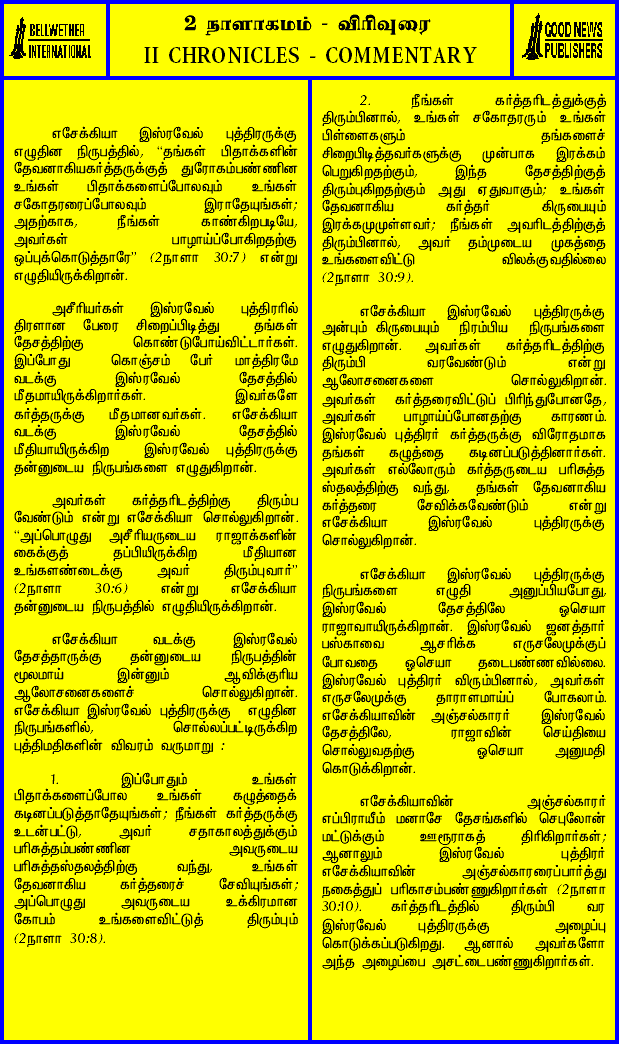 BELLWETHER
INTERNATIONAL
2 நாளாகமம் - விரிவுரை
II CHRONICLES - COMMENTARY
GOOD NEWS
PUBLISHERS
எசேக்கியா இஸ்ரவேல் புத்திரருக்கு
எழுதின நிருபத்தில், “தங்கள் பிதாக்களின்
தேவனாகியகர்த்தருக்குத் துரோகம்பண்ணின
உங்கள் பிதாக்களைப்போலவும் உங்கள்
சகோதரரைப்போலவும் இராதேயுங்கள்;
அதற்காக, நீங்கள் காண்கிறபடியே,
அவர்கள் பாழாய்ப்போகிறதற்கு
ஒப்புக்கொடுத்தாரே” (2நாளா 30:7) என்று
எழுதியிருக்கிறான்.
அசீரியர்கள் இஸ்ரவேல் புத்திரரில்
திரளான பேரை சிறைப்பிடித்து தங்கள்
தேசத்திற்கு கொண்டுபோய்விட்டார்கள்.
இப்போது கொஞ்சம் பேர் மாத்திரமே
வடக்கு இஸ்ரவேல் தேசத்தில்
மீதமாயிருக்கிறார்கள். இவர்களே
கர்த்தருக்கு மீதமானவர்கள். எசேக்கியா
வடக்கு இஸ்ரவேல் தேசத்தில்
மீதியாயிருக்கிற இஸ்ரவேல் புத்திரருக்கு
தன்னுடைய நிருபங்களை எழுதுகிறான்.
அவர்கள் கர்த்தரிடத்திற்கு திரும்ப
வேண்டும் என்று எசேக்கியா சொல்லுகிறான்.
“அப்பொழுது அசீரியருடைய ராஜாக்களின்
கைக்குத் தப்பியிருக்கிற மீதியான
உங்களண்டைக்கு அவர் திரும்புவார்”
(2நாளா 30:6) என்று எசேக்கியா
தன்னுடைய நிருபத்தில் எழுதியிருக்கிறான்.
எசேக்கியா வடக்கு இஸ்ரவேல்
தேசத்தாருக்கு தன்னுடைய நிருபத்தின்
மூலமாய் இன்னும் ஆவிக்குரிய
ஆலோசனைகளைச் சொல்லுகிறான்.
எசேக்கியா இஸ்ரவேல் புத்திரருக்கு எழுதின
நிருபங்களில், சொல்லப்பட்டிருக்கிற
புத்திமதிகளின் விவரம் வருமாறு :
1. இப்போதும் உங்கள்
பிதாக்களைப்போல உங்கள் கழுத்தைக்
கடினப்படுத்தாதேயுங்கள்; நீங்கள் கர்த்தருக்கு
உடன்பட்டு, அவர் சதாகாலத்துக்கும்
பரிசுத்தம்பண்ணின அவருடைய
பரிசுத்தஸ்தலத்திற்கு வந்து, உங்கள்
தேவனாகிய கர்த்தரைச் சேவியுங்கள்;
அப்பொழுது அவருடைய உக்கிரமான
கோபம் உங்களைவிட்டுத் திரும்பும்
(2நாளா 30:8).
2. நீங்கள் கர்த்தரிடத்துக்குத்
திரும்பினால், உங்கள் சகோதரரும் உங்கள்
பிள்ளைகளும் தங்களைச்
சிறைபிடித்தவர்களுக்கு முன்பாக இரக்கம்
பெறுகிறதற்கும், இந்த தேசத்திற்குத்
திரும்புகிறதற்கும் அது ஏதுவாகும்; உங்கள்
தேவனாகிய கர்த்தர் கிருபையும்
இரக்கமுமுள்ளவர்; நீங்கள் அவரிடத்திற்குத்
திரும்பினால், அவர் தம்முடைய முகத்தை
உங்களைவிட்டு விலக்குவதில்லை
(2நாளா 30:9).
எசேக்கியா இஸ்ரவேல் புத்திரருக்கு
அன்பும் கிருபையும் நிரம்பிய நிருபங்களை
எழுதுகிறான். அவர்கள் கர்த்தரிடத்திற்கு
திரும்பி வரவேண்டும் என்று
ஆலோசனைகளை சொல்லுகிறான்.
அவர்கள் கர்த்தரைவிட்டுப் பிரிந்துபோனதே,
அவர்கள் பாழாய்ப்போனதற்கு காரணம்.
இஸ்ரவேல் புத்திரர் கர்த்தருக்கு விரோதமாக
தங்கள் கழுத்தை கடினப்படுத்தினார்கள்.
அவர்கள் எல்லோரும் கர்த்தருடைய பரிசுத்த
ஸ்தலத்திற்கு வந்து, தங்கள் தேவனாகிய
கர்த்தரை சேவிக்கவேண்டும் என்று
எசேக்கியா இஸ்ரவேல் புத்திரருக்கு
சொல்லுகிறான்.
எசேக்கியா இஸ்ரவேல் புத்திரருக்கு
நிருபங்களை எழுதி அனுப்பியபோது,
இஸ்ரவேல் தேசத்திலே ஓசெயா
ராஜாவாயிருக்கிறான். இஸ்ரவேல் ஜனத்தார்
பஸ்காவை ஆசரிக்க எருசலேமுக்குப்
போவதை ஓசெயா தடைபண்ணவில்லை.
இஸ்ரவேல் புத்திரர் விரும்பினால், அவர்கள்
எருசலேமுக்கு தாராளமாய்ப் போகலாம்.
எசேக்கியாவின் அஞ்சல்காரர் இஸ்ரவேல்
தேசத்திலே, ராஜாவின் செய்தியை
சொல்லுவதற்கு ஓசெயா அனுமதி
கொடுக்கிறான்.
எசேக்கியாவின் அஞ்சல்காரர்
எப்பிராயீம் மனாசே தேசங்களில் செபுலோன்
மட்டுக்கும் ஊரூராகத் திரிகிறார்கள்;
ஆனாலும் இஸ்ரவேல் புத்திரர்
எசேக்கியாவின் அஞ்சல்காரரைப்பார்த்து
நகைத்துப் பரிகாசம்பண்ணுகிறார்கள் (2நாளா
30:10). கர்த்தரிடத்தில் திரும்பி வர
இஸ்ரவேல் புத்திரருக்கு அழைப்பு
கொடுக்கப்படுகிறது. ஆனால் அவர்களோ
அந்த அழைப்பை அசட்டைபண்ணுகிறார்கள்.